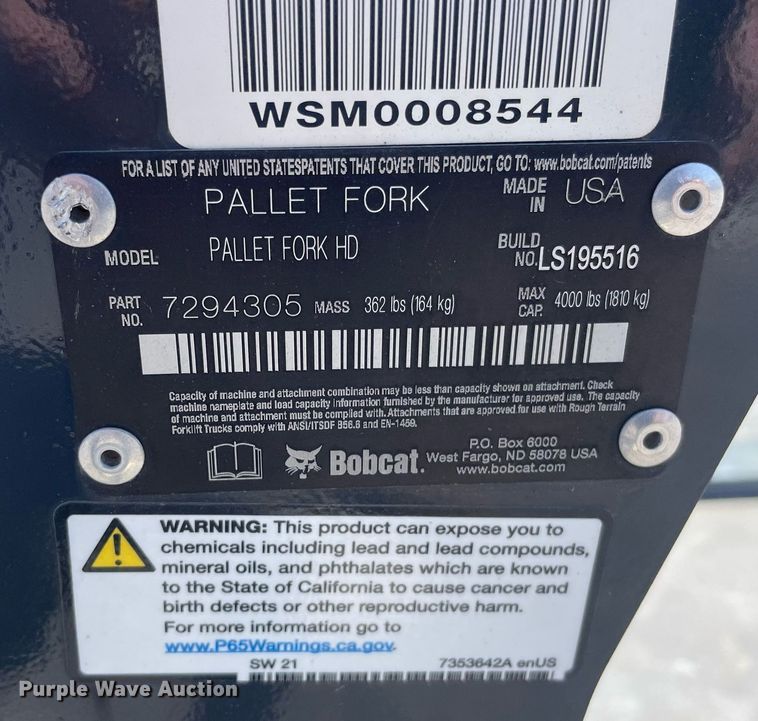 WSM0008544
FOR A LIST OF ANY UNITED STATESPATENTS THAT COVER THIS PRODUCT, GO TO: www.bobcat.com/patents
PALLET FORK MADE IN USA
MODEL PALLET FORK HD BUILD NO. LS195516
PART NO. 7294305 MASS 362 lbs (164 kg) MAX CAP. 4000 lbs (1810 kg)
Capacity of machine and attachment combination may be less than capacity shown on attachment. Check
machine nameplate and load capacity information furnished by the manufacturer for approved use. The capacity
of machine and attachment must be complied with. Attachments that are approved for use with Rough Terrain
Forklift Trucks comply with ANSI/ITSDF B56.6 and EN-1459.
Bobcat.
P.O. Box 6000
West Fargo, ND 58078 USA
www.bobcat.com
WARNING: This product can expose you to
chemicals including lead and lead compounds,
mineral oils, and phthalates which are known
to the State of California to cause cancer and
birth defects or other reproductive harm.
For more information go to
www.P65Warnings.ca.gov.
SW 21 7353642A enUS
Purple Wave Auction